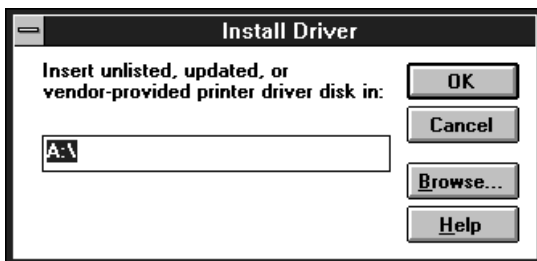 Install Driver
Insert unlisted, updated, or
vendor-provided printer driver disk in:
A:\
OK
Cancel
Browse...
Help